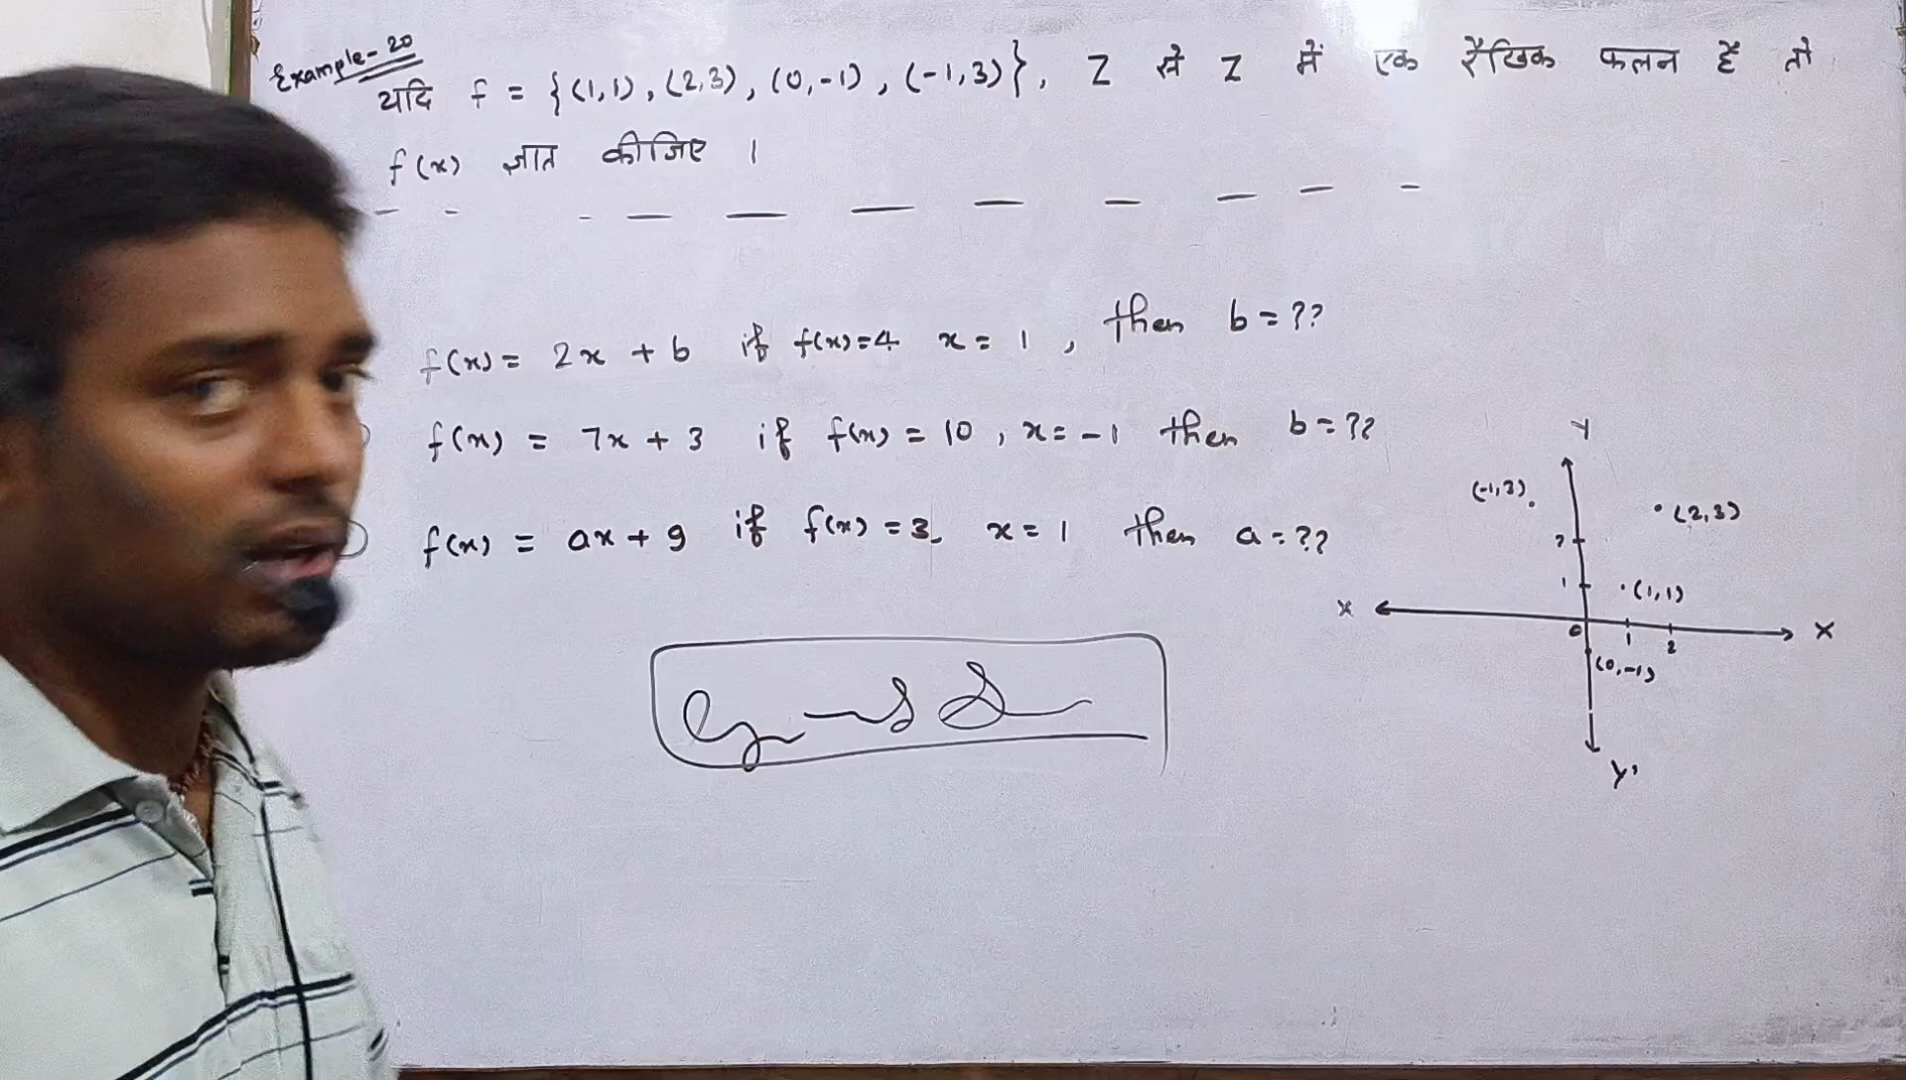 Example-20
यदि f = {(1,1), (2,3), (0,-1), (-1,3)}, Z से Z में एक रैखिक फलन है तो
f(x) ज्ञात कीजिए ।
f(x) = 2x + b if f(x)=4 x = 1 , then b = ??
f(x) = 7x + 3 if f(x) = 10 , x = -1 then b = ??
f(x) = ax + 9 if f(x) = 3 x = 1 then a = ??
Y
(-1,3)
(2,3)
2
1
(1,1)
X
X
0
1
2
(0,-1)
Y'